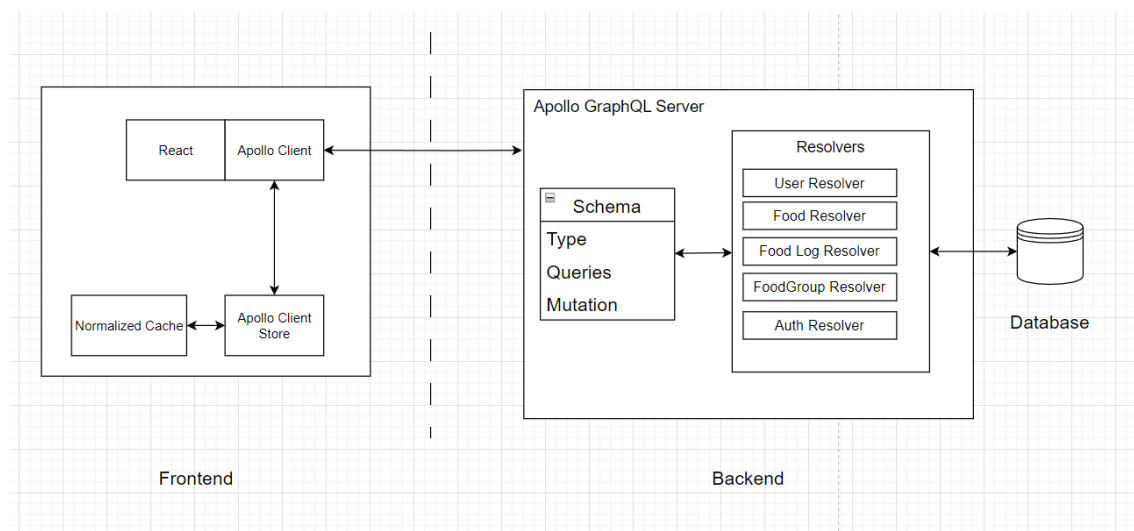 React
Apollo Client
Normalized Cache
Apollo Client
Store
Frontend
Apollo GraphQL Server
Schema
Type
Queries
Mutation
Resolvers
User Resolver
Food Resolver
Food Log Resolver
FoodGroup Resolver
Auth Resolver
Backend
Database